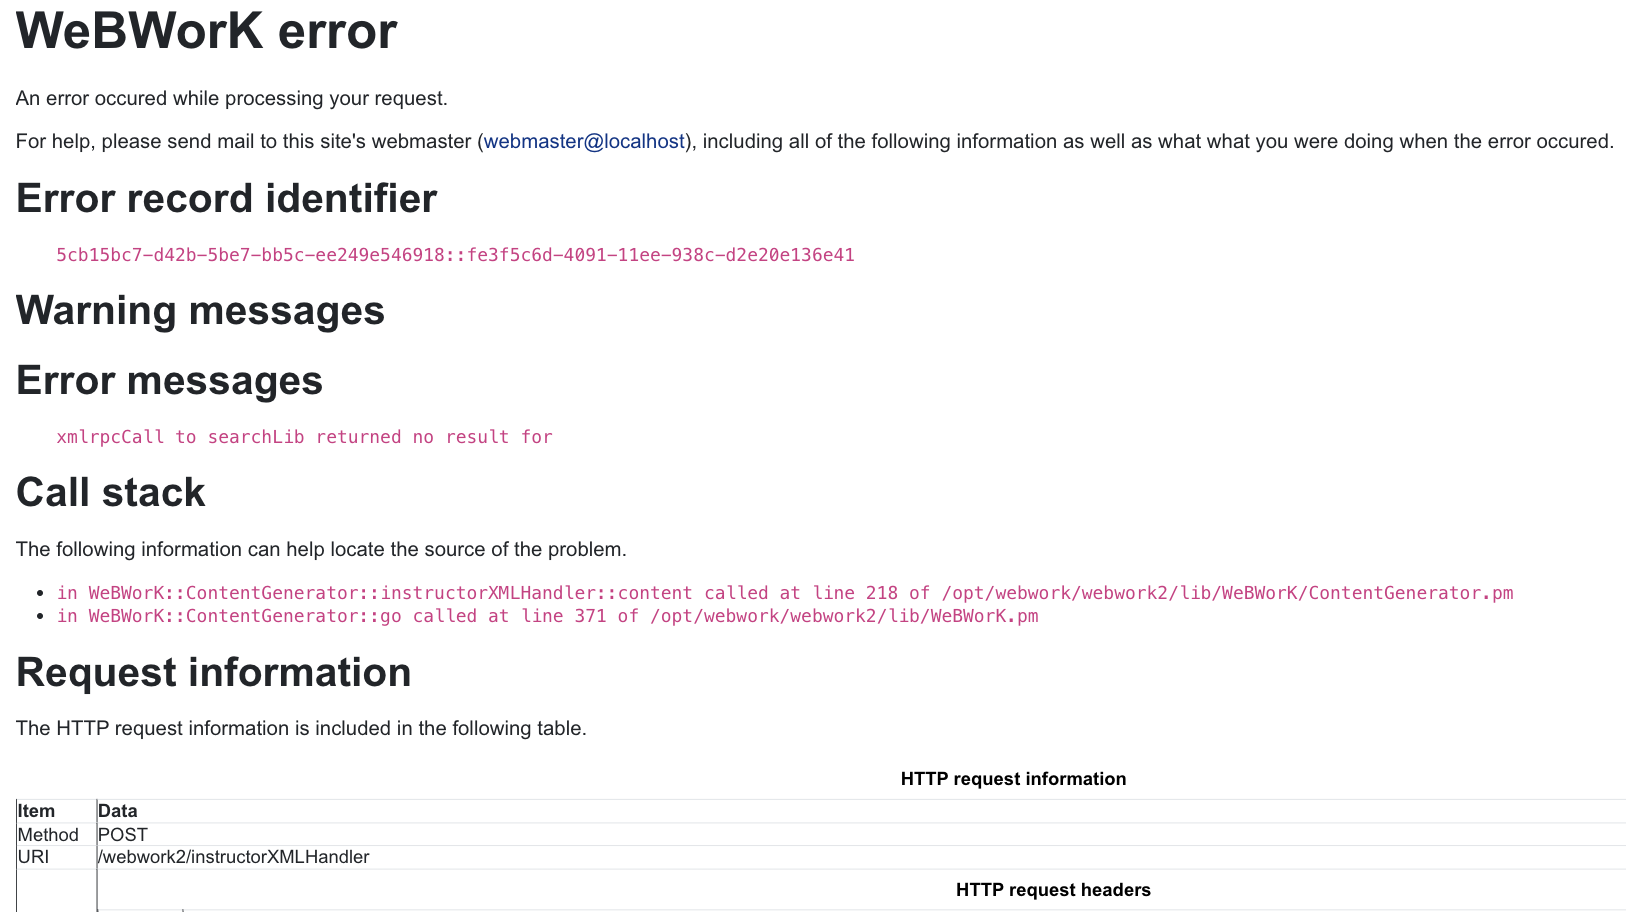 WeBWorK error
An error occured while processing your request.
For help, please send mail to this site's webmaster (webmaster@localhost), including all of the following information as well as what what you were doing when the error occured.
Error record identifier
5cb15bc7-d42b-5be7-bb5c-ee249e546918::fe3f5c6d-4091-11ee-938c-d2e20e136e41
Warning messages
Error messages
xmlrpcCall to searchLib returned no result for
Call stack
The following information can help locate the source of the problem.
• in WeBWorK::ContentGenerator::instructorXMLHandler::content called at line 218 of /opt/webwork/webwork2/lib/WeBWorK/ContentGenerator.pm
• in WeBWorK::ContentGenerator::go called at line 371 of /opt/webwork/webwork2/lib/WeBWorK.pm
Request information
The HTTP request information is included in the following table.
HTTP request information
Item Data
Method POST
URI /webwork2/instructorXMLHandler
HTTP request headers